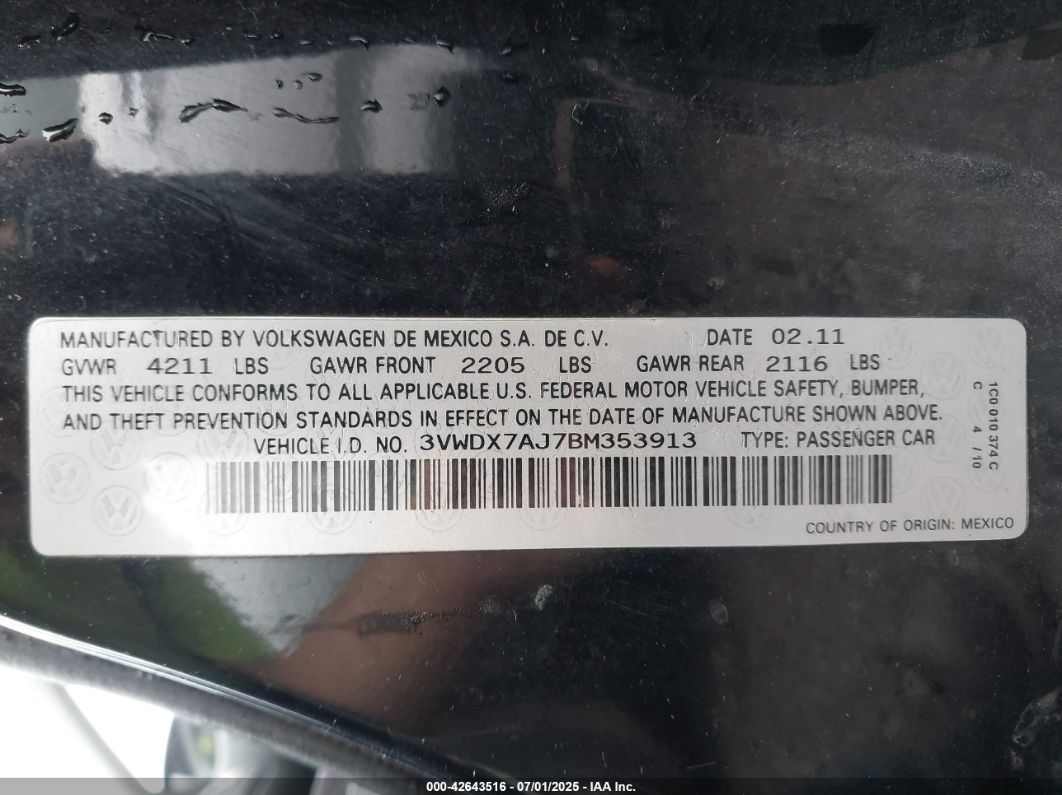 MANUFACTURED BY VOLKSWAGEN DE MEXICO S.A. DE C.V. DATE 02.11
GVWR 4211 LBS GAWR FRONT 2205 LBS GAWR REAR 2116 LBS
THIS VEHICLE CONFORMS TO ALL APPLICABLE U.S. FEDERAL MOTOR VEHICLE SAFETY, BUMPER,
AND THEFT PREVENTION STANDARDS IN EFFECT ON THE DATE OF MANUFACTURE SHOWN ABOVE.
VEHICLE I.D. NO. 3VWDX7AJ7BM353913 TYPE: PASSENGER CAR
COUNTRY OF ORIGIN: MEXICO
1C0 010 374 C
C 4 / 10
000-42643516 - 07/01/2025 - IAA Inc.